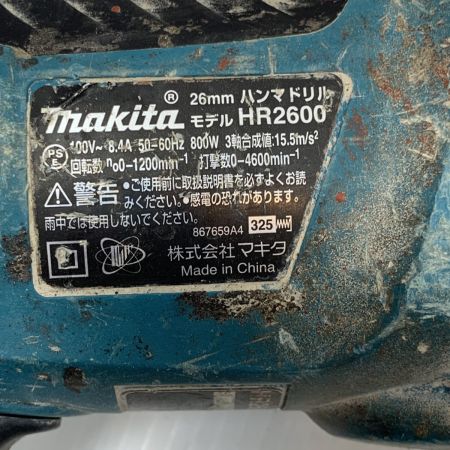 makita® 26mm ハンマドリル
モデル HR2600
100V~ 8.4A 50-60Hz 800W 3軸合成値:15.5m/s²
PS E 回転数 no0-1200min⁻¹ 打撃数0-4600min⁻¹
⚠警告 •ご使用前に取扱説明書を必ずよくお読
みください。•感電の恐れがあります。
雨中では使用しないでください。
867659A4 325
株式会社マキタ
Made in China